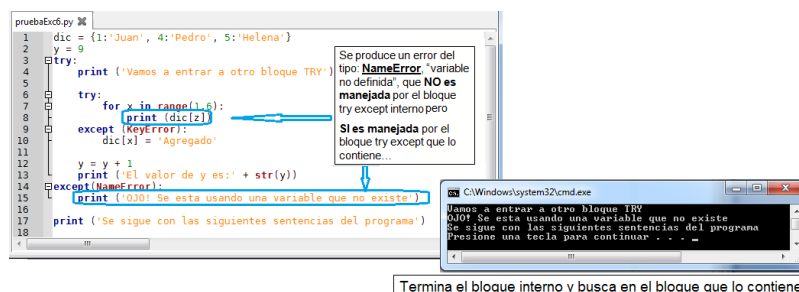 pruebaExc6.py
1 dic = {1:'Juan', 4:'Pedro', 5:'Helena'}
2 y = 9
3 try:
4 print ('Vamos a entrar a otro bloque TRY')
5
6 try:
7 for x in range(1,6):
8 print (dic[z])
9 except (KeyError):
10 dic[x] = 'Agregado'
11
12 y = y + 1
13 print ('El valor de y es:' + str(y))
14 except(NameError):
15 print ('OJO! Se esta usando una variable que no existe')
16
17 print ('Se sigue con las siguientes sentencias del programa')
18
Se produce un error del
tipo: NameError, "variable
no definida", que NO es
manejada por el bloque
try except interno pero
SI es manejada por el
bloque try except que lo
contiene...
C:\Windows\system32\cmd.exe
Vamos a entrar a otro bloque TRY
OJO! Se esta usando una variable que no existe
Se sigue con las siguientes sentencias del programa
Presione una tecla para continuar . . . _
Termina el bloque interno y busca en el bloque que lo contiene